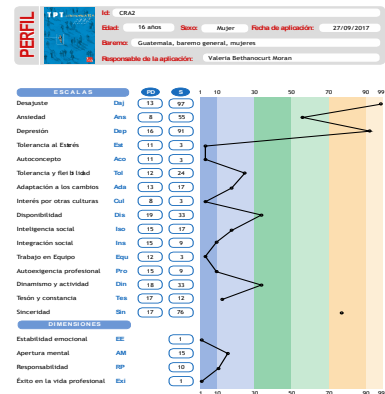 PERFIL
TPT
Id: CRA2
Edad: 16 años Sexo: Mujer Fecha de aplicación: 27/09/2017
Baremo: Guatemala, baremo general, mujeres
Responsable de la aplicación: Valeria Bethancourt Moran
ESCALAS PD S 1 10 30 50 70 90 99
Desajuste Daj 13 97
Ansiedad Ans 8 55
Depresión Dep 16 91
Tolerancia al Estrés Est 11 3
Autoconcepto Aco 11 3
Tolerancia y flexibilidad Tol 12 24
Adaptación a los cambios Ada 13 17
Interés por otras culturas Cul 8 3
Disponibilidad Dis 19 33
Inteligencia social Iso 15 17
Integración social Ins 15 9
Trabajo en Equipo Equ 12 3
Autoexigencia profesional Pro 15 9
Dinamismo y actividad Din 18 33
Tesón y constancia Tes 17 12
Sinceridad Sin 17 76
DIMENSIONES
Estabilidad emocional EE 1
Apertura mental AM 15
Responsabilidad RP 10
Éxito en la vida profesional Exi 1
1 10 30 50 70 90 99